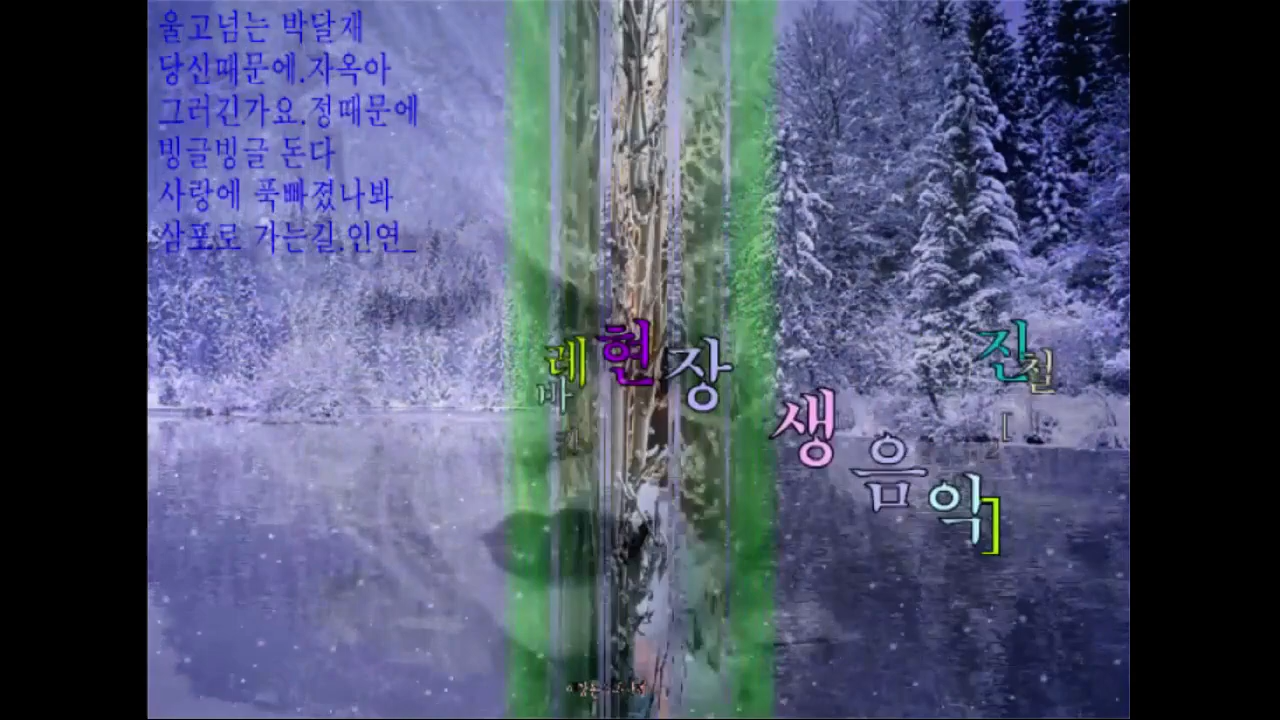 울고넘는 박달재
당신때문에.자옥아
그러긴가요.정때문에
빙글빙글 돈다
사랑에 푹빠졌나봐
삼포로 가는길.인연_
진
레현장
바
생음악]